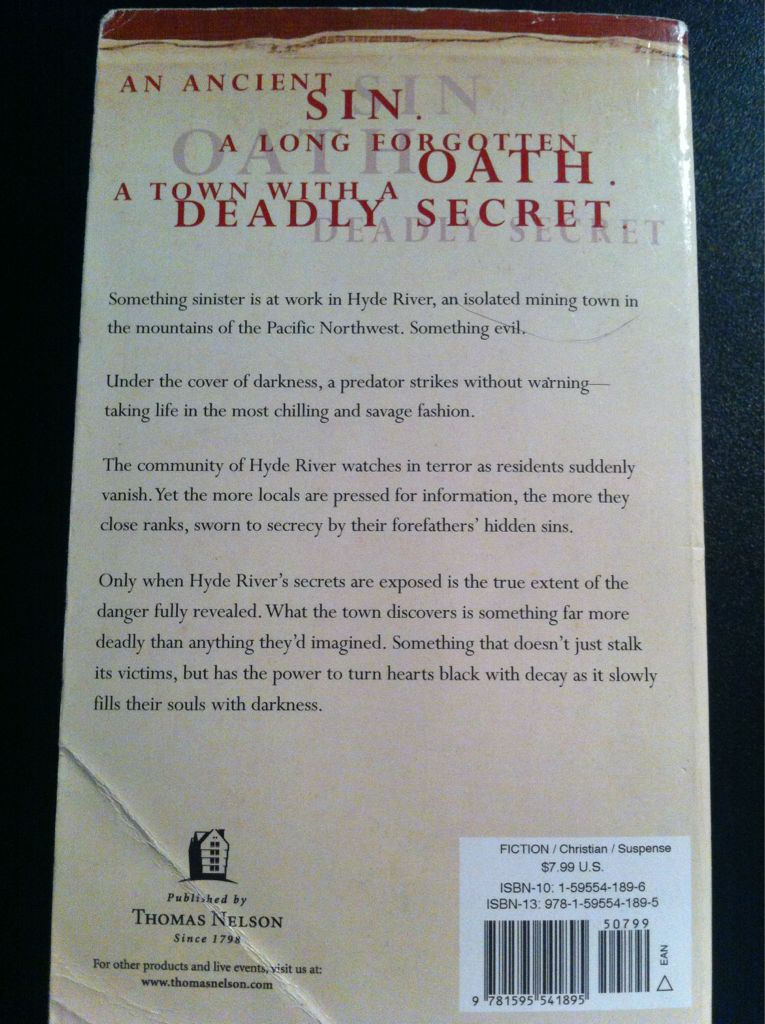 AN ANCIENT SIN
SIN.
A LONG FORGOTTEN
OATH OATH.
A TOWN WITH A
DEADLY SECRET.
DEADLY SECRET
Something sinister is at work in Hyde River, an isolated mining town in
the mountains of the Pacific Northwest. Something evil.
Under the cover of darkness, a predator strikes without warning—
taking life in the most chilling and savage fashion.
The community of Hyde River watches in terror as residents suddenly
vanish. Yet the more locals are pressed for information, the more they
close ranks, sworn to secrecy by their forefathers' hidden sins.
Only when Hyde River's secrets are exposed is the true extent of the
danger fully revealed. What the town discovers is something far more
deadly than anything they'd imagined. Something that doesn't just stalk
its victims, but has the power to turn hearts black with decay as it slowly
fills their souls with darkness.
Published by
THOMAS NELSON
Since 1798
For other products and live events, visit us at:
www.thomasnelson.com
FICTION / Christian / Suspense
$7.99 U.S.
ISBN-10: 1-59554-189-6
ISBN-13: 978-1-59554-189-5
50799
EAN
9 781595 541895